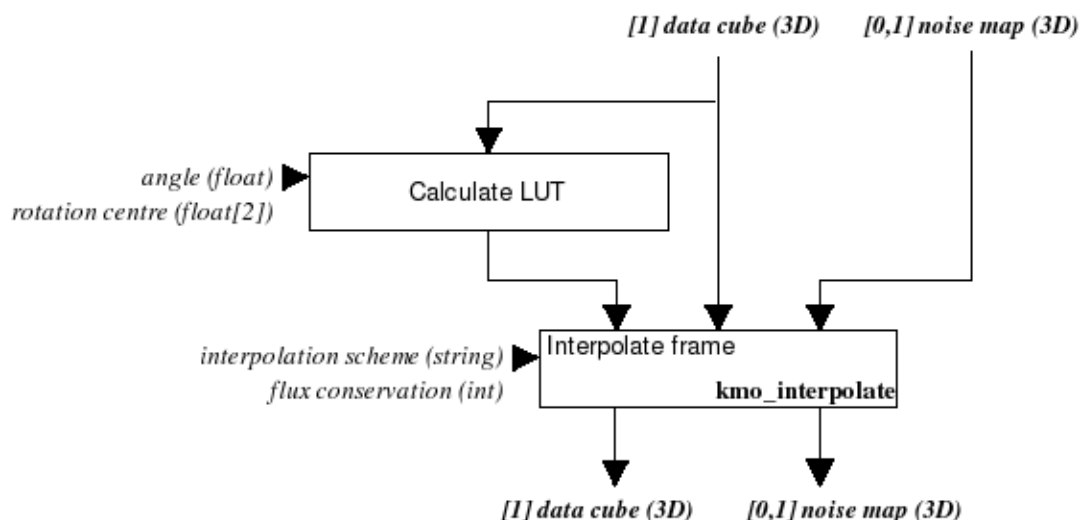 [1] data cube (3D) [0,1] noise map (3D)
angle (float)
rotation centre (float[2])
Calculate LUT
interpolation scheme (string)
flux conservation (int)
Interpolate frame
kmo_interpolate
[1] data cube (3D) [0,1] noise map (3D)